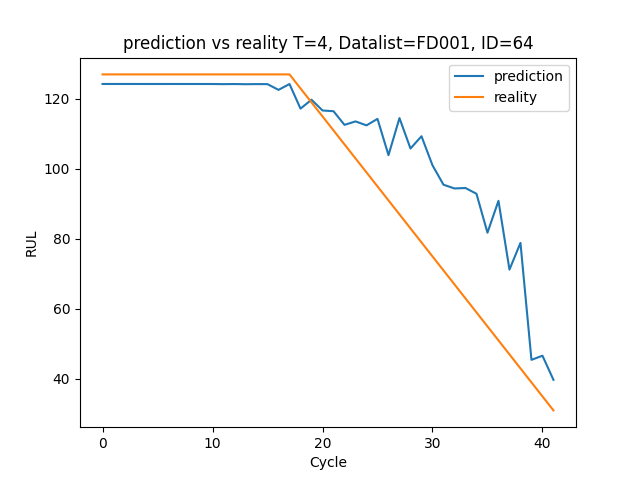 prediction vs reality T=4, Datalist=FD001, ID=64
prediction
reality
RUL
120
100
80
60
40
0 10 20 30 40
Cycle